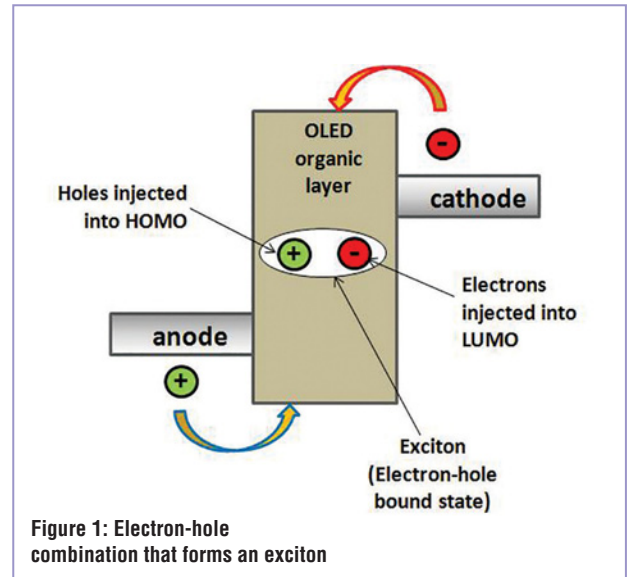 OLED
organic
layer
-
cathode
Holes injected
into HOMO
+
-
Electrons
injected into
LUMO
anode
+
Exciton
(Electron-hole
bound state)
Figure 1: Electron-hole
combination that forms an exciton